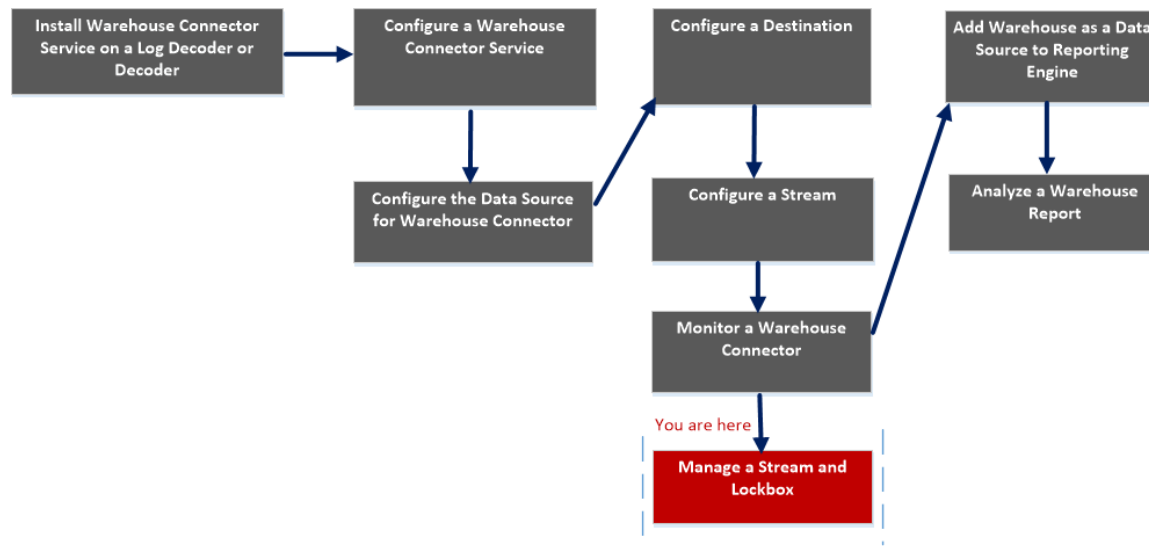 Install Warehouse Connector
Service on a Log Decoder or
Decoder
Configure a Warehouse
Connector Service
Configure the Data Source
for Warehouse Connector
Configure a Destination
Configure a Stream
Monitor a Warehouse
Connector
You are here
Manage a Stream and
Lockbox
Add Warehouse as a Data
Source to Reporting
Engine
Analyze a Warehouse
Report